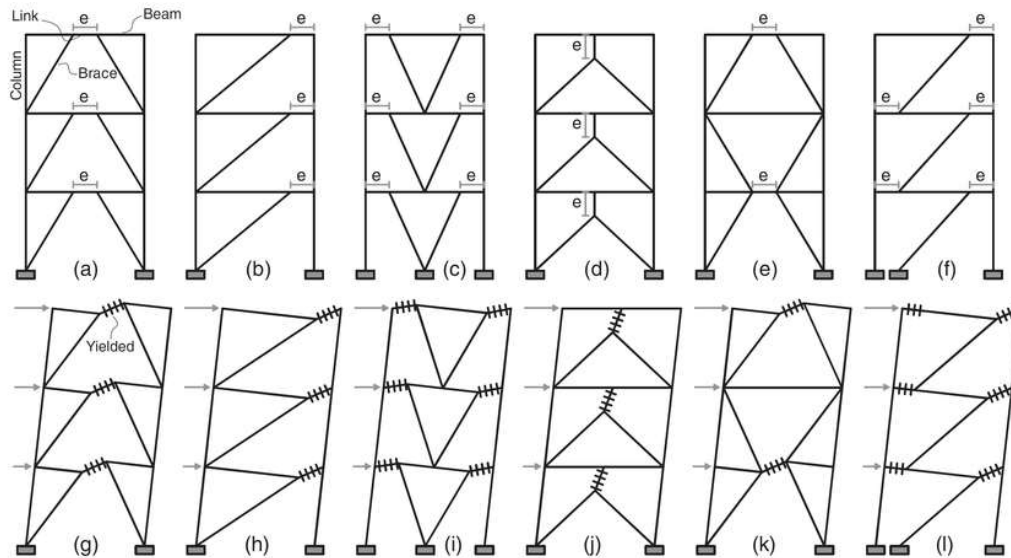 e e e e e e e
Link Beam
e
Column
Brace
e e e e e e
e
e e e e e e e
e
(a) (b) (c) (d) (e) (f)
Yielded
(g) (h) (i) (j) (k) (l)